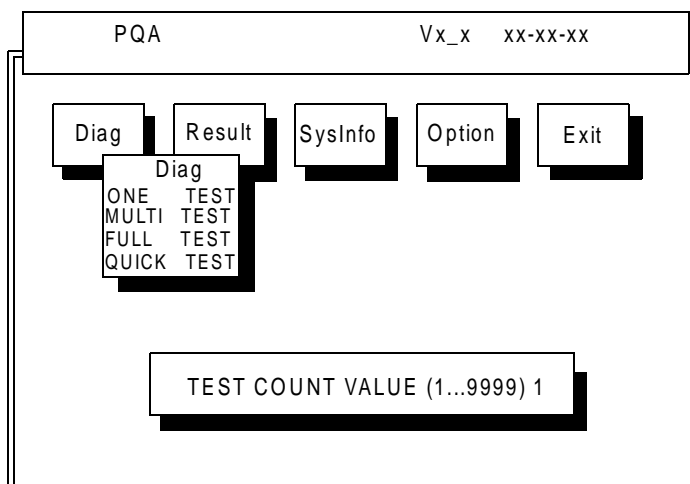 PQA Vx_x xx-xx-xx
Diag Result SysInfo Option Exit
Diag
ONE TEST
MULTI TEST
FULL TEST
QUICK TEST
TEST COUNT VALUE (1...9999) 1